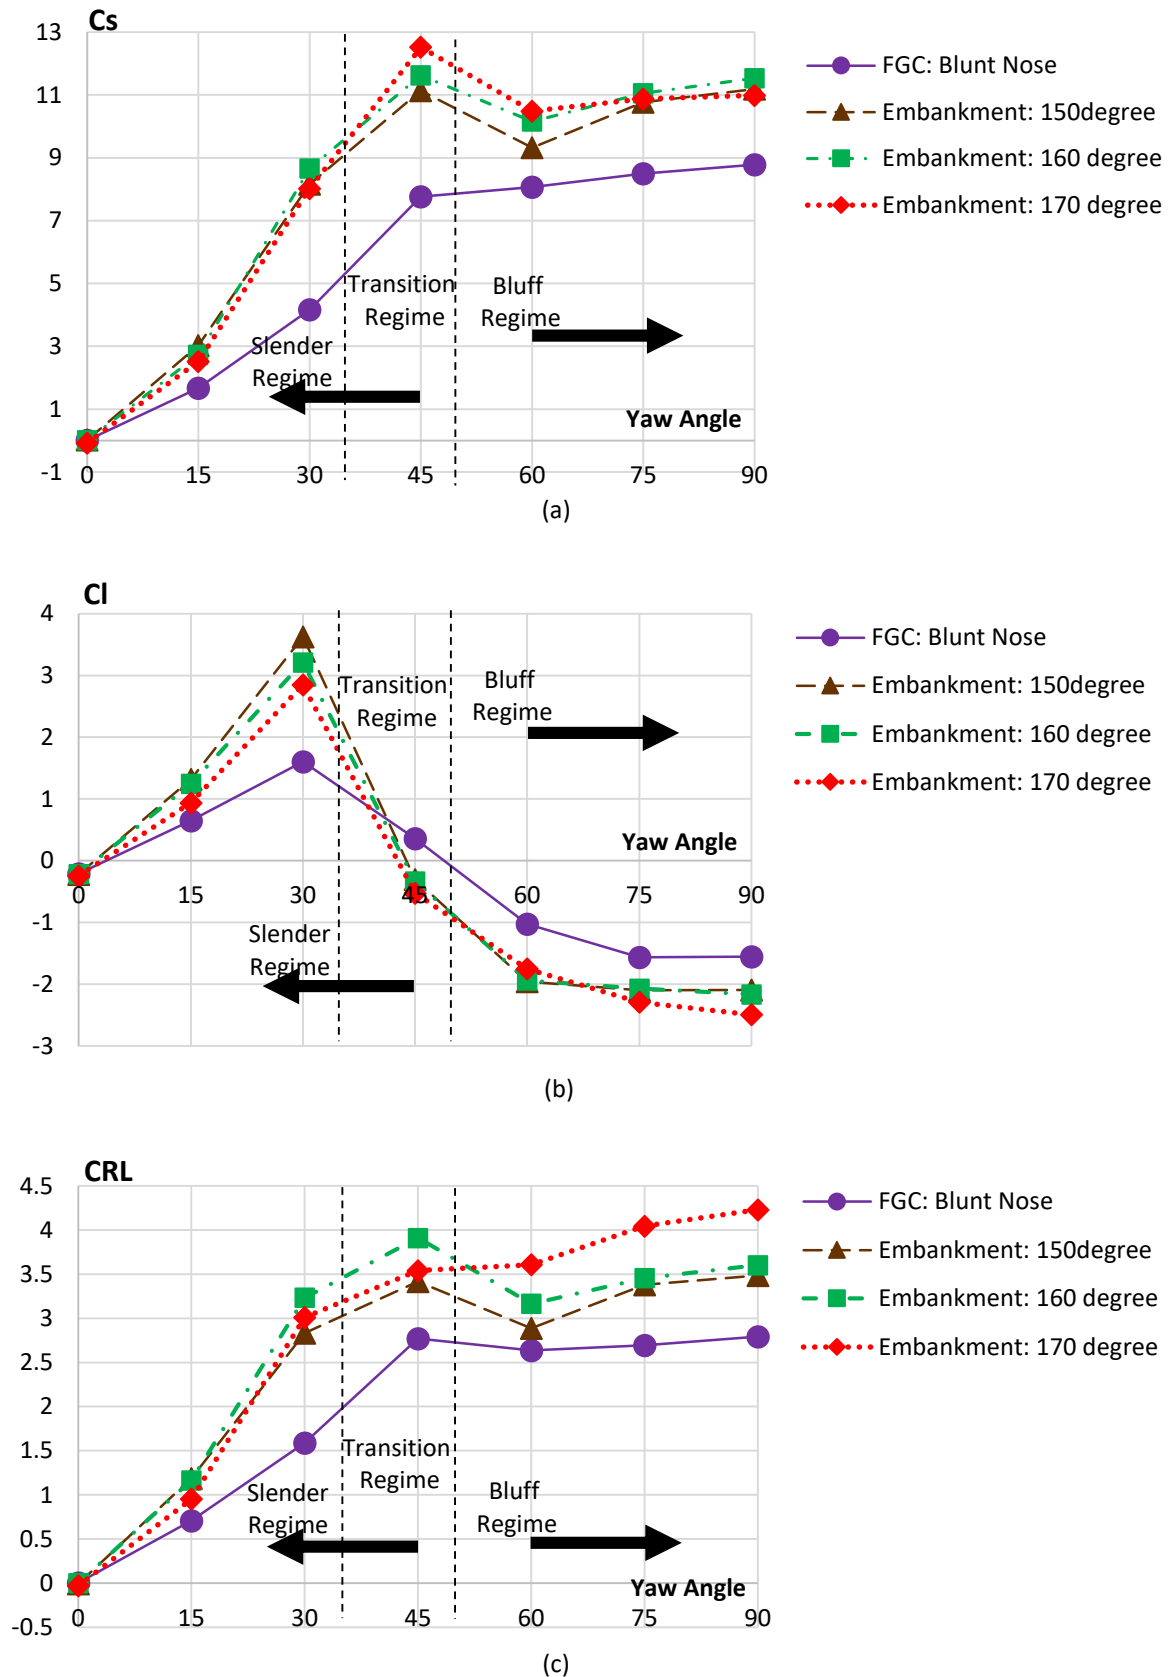 Cs
13
11
9
7
5
3
1
-1
0 15 30 45 60 75 90
Transition
Regime
Bluff
Regime
Slender
Regime
Yaw Angle
FGC: Blunt Nose
Embankment: 150degree
Embankment: 160 degree
Embankment: 170 degree
(a)
Cl
4
3
2
1
0
-1
-2
-3
0 15 30 45 60 75 90
Transition
Regime
Bluff
Regime
Yaw Angle
Slender
Regime
FGC: Blunt Nose
Embankment: 150degree
Embankment: 160 degree
Embankment: 170 degree
(b)
CRL
4.5
4
3.5
3
2.5
2
1.5
1
0.5
0
-0.5
0 15 30 45 60 75 90
Transition
Regime
Slender
Regime
Bluff
Regime
Yaw Angle
FGC: Blunt Nose
Embankment: 150degree
Embankment: 160 degree
Embankment: 170 degree
(c)